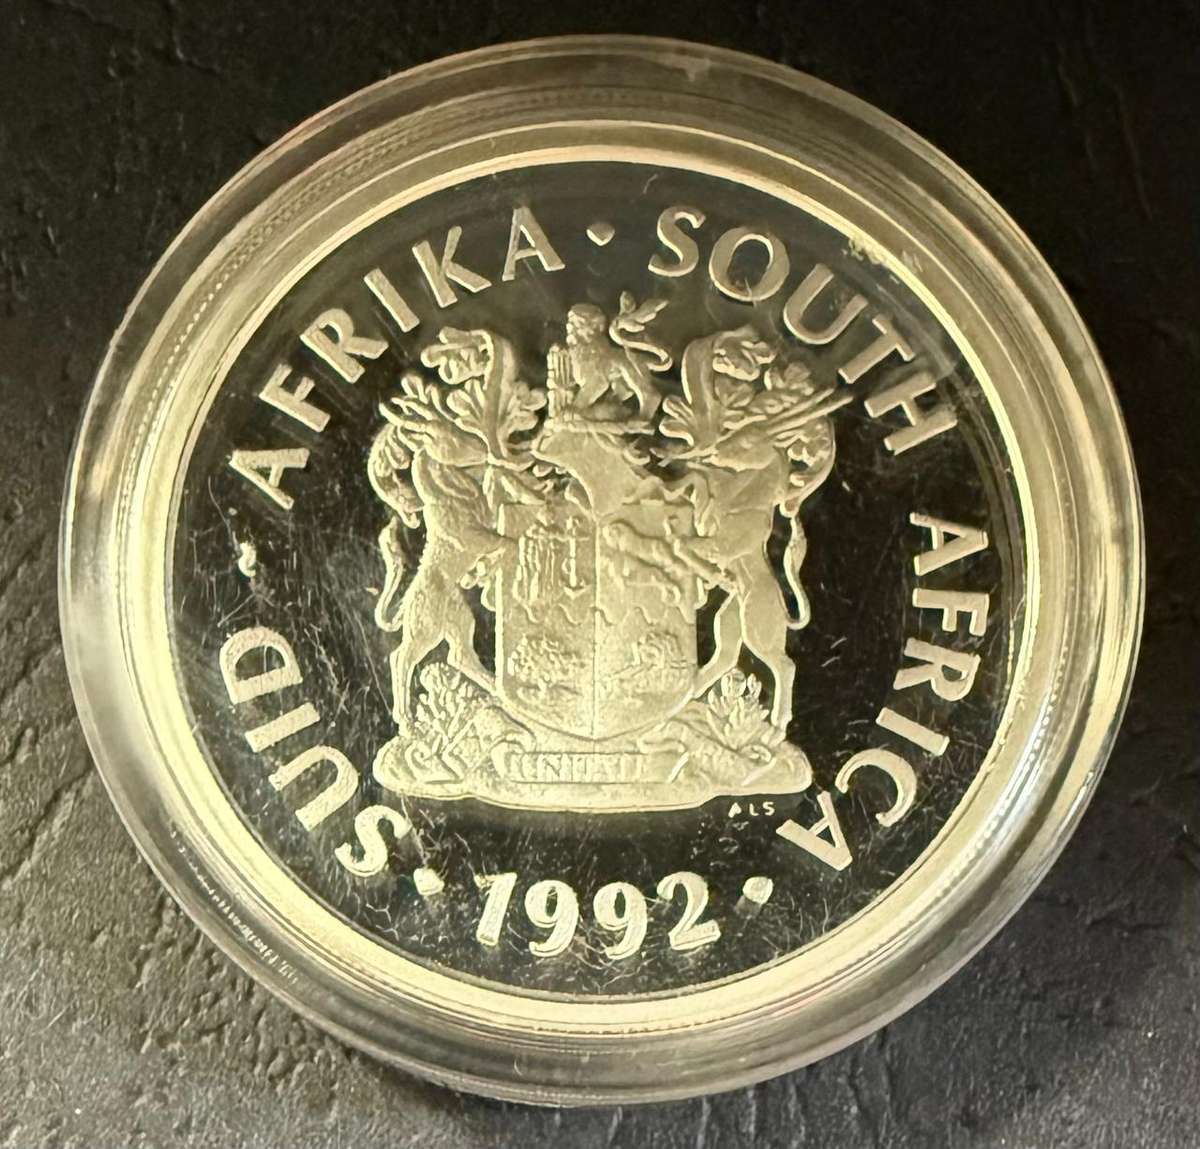 SUID AFRIKA · SOUTH AFRICA
· 1992 ·
ALS